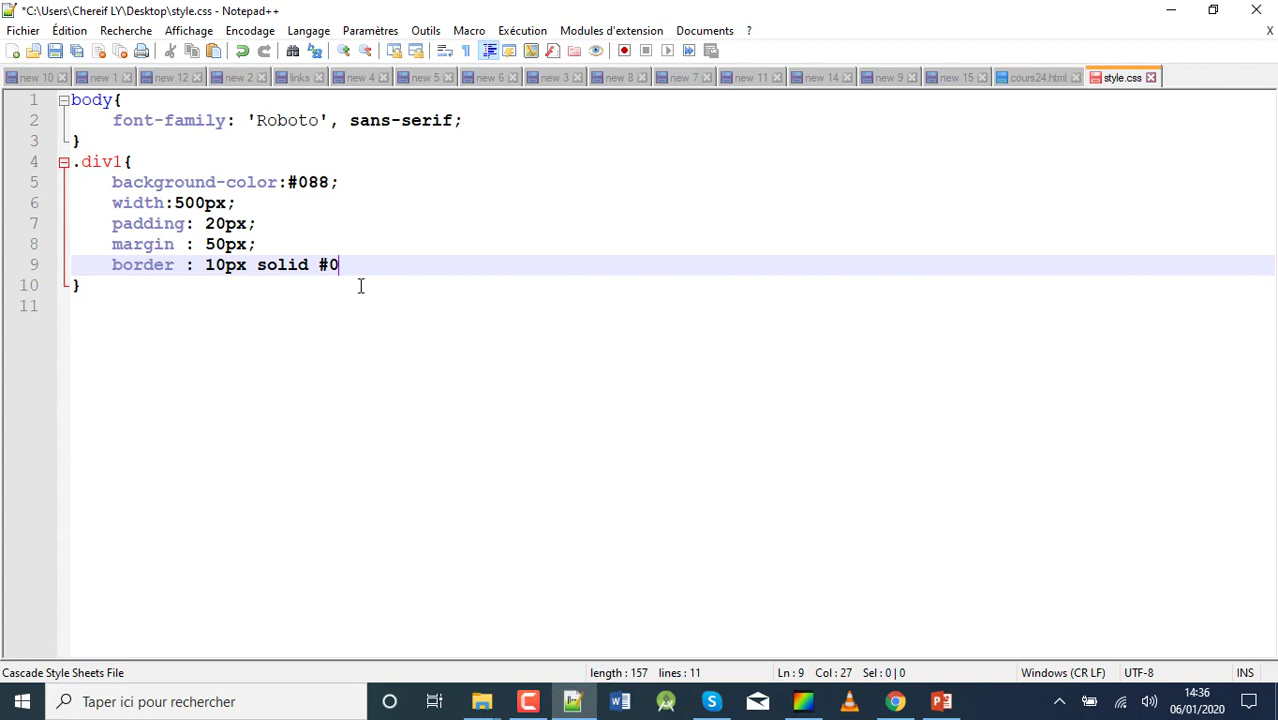 *C:\Users\Chereif LY\Desktop\style.css - Notepad++
Fichier Édition Recherche Affichage Encodage Langage Paramètres Outils Macro Exécution Modules d'extension Documents ? X
new 10 new 1 new 12 new 2 links new 4 new 5 new 6 new 3 new 8 new 7 new 11 new 14 new 9 new 15 cours24.html style.css
1 body{
2 font-family: 'Roboto', sans-serif;
3 }
4 .div1{
5 background-color:#088;
6 width:500px;
7 padding: 20px;
8 margin : 50px;
9 border : 10px solid #0
10 }
11
Cascade Style Sheets File length : 157 lines : 11 Ln : 9 Col : 27 Sel : 0 | 0 Windows (CR LF) UTF-8 INS
Taper ici pour rechercher 14:36
06/01/2020